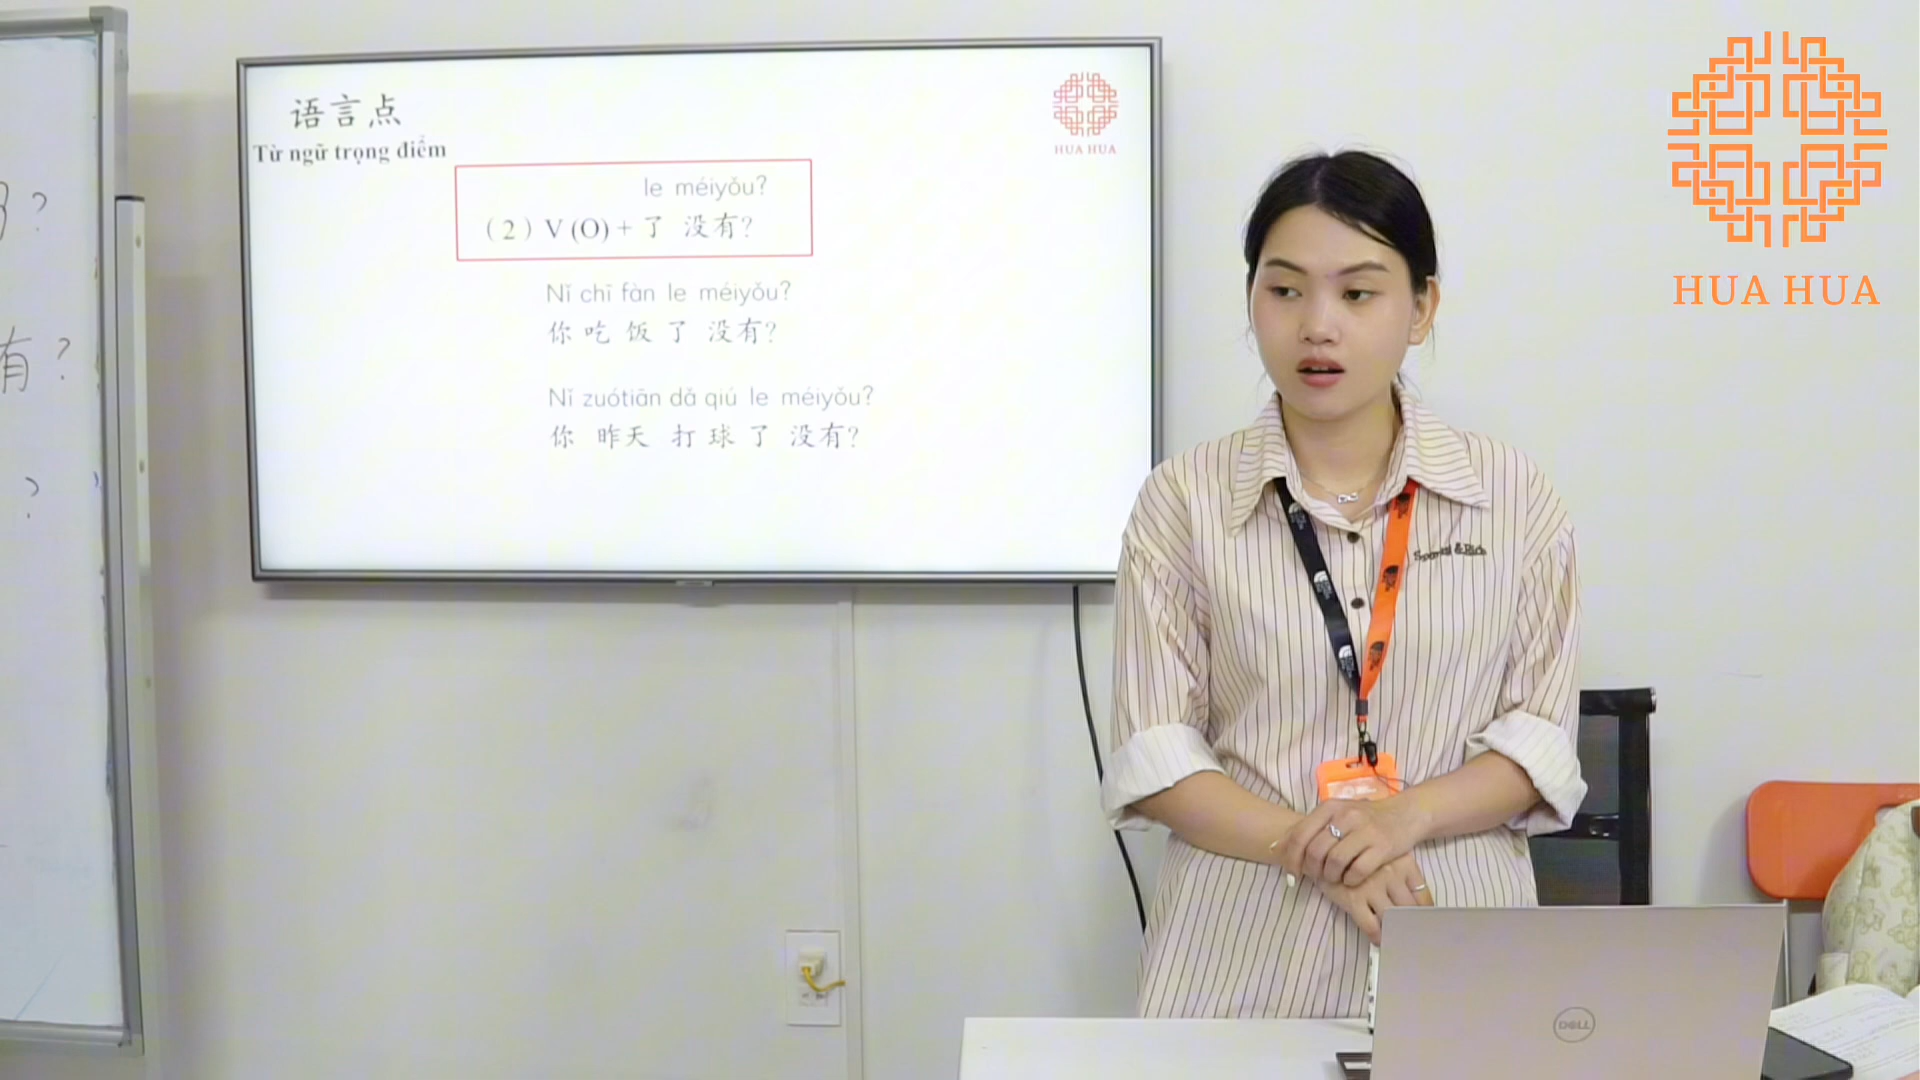 语言点
Từ ngữ trọng điểm
HUA HUA
le méiyǒu?
（2）V (O) + 了 没有?
Nǐ chī fàn le méiyǒu?
你 吃 饭 了 没有?
Nǐ zuótiān dǎ qiú le méiyǒu?
你 昨天 打 球 了 没有?
HUA HUA
?
有?
?
DELL